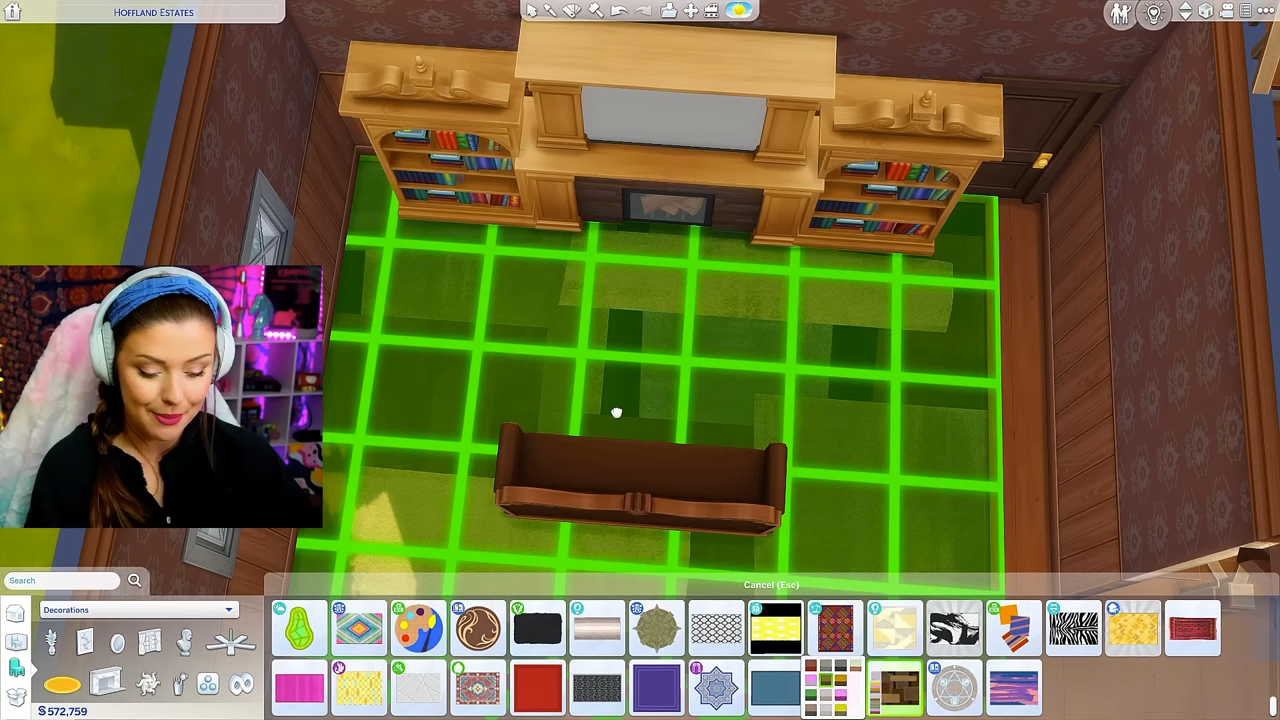 HOFFLAND ESTATES
Cancel (Esc)
Search
Decorations
§572,759